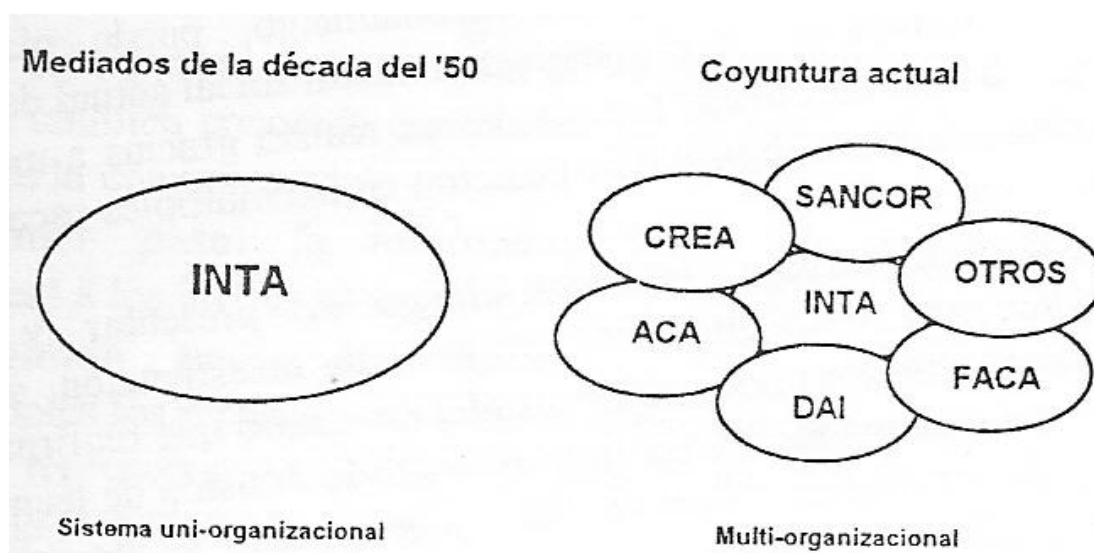 Mediados de la década del '50
Coyuntura actual
INTA
SANCOR
CREA
OTROS
INTA
ACA
FACA
DAI
Sistema uni-organizacional
Multi-organizacional